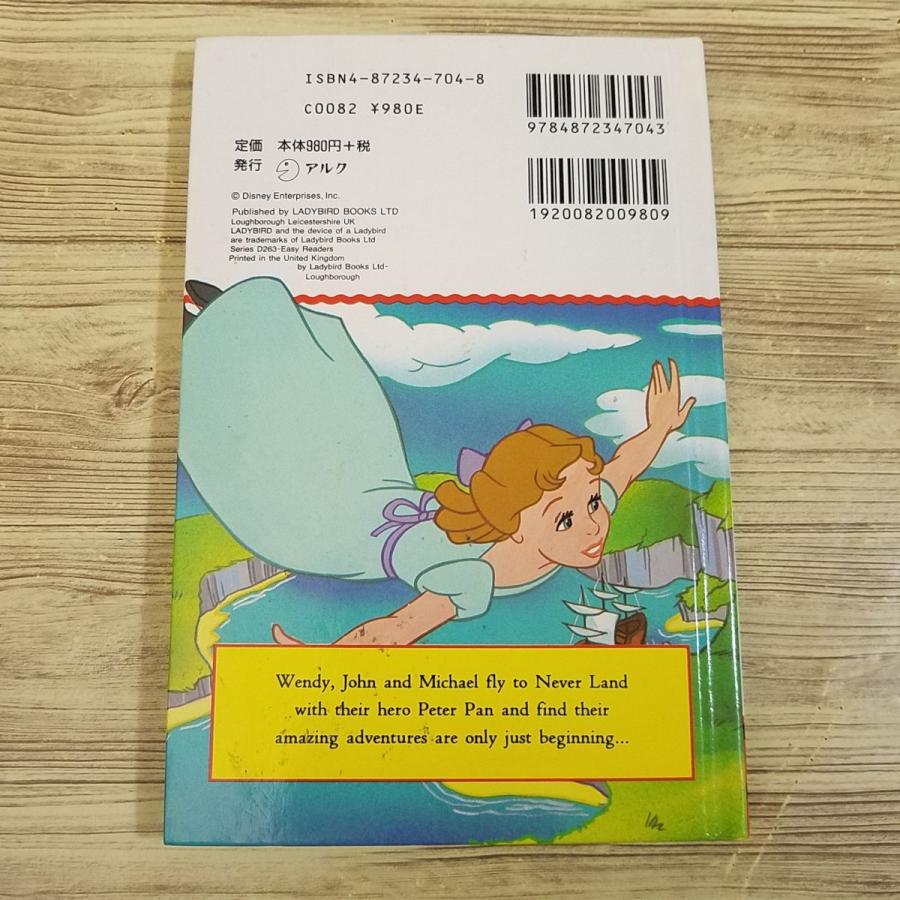 ISBN4-87234-704-8
C0082 ¥980E
9784872347043
1920082009809
定価 本体980円+税
発行 アルク
© Disney Enterprises, Inc.
Published by LADYBIRD BOOKS LTD
Loughborough Leicestershire UK
LADYBIRD and the device of a Ladybird
are trademarks of Ladybird Books Ltd
Series D263-Easy Readers
Printed in the United Kingdom
by Ladybird Books Ltd-
Loughborough
Wendy, John and Michael fly to Never Land
with their hero Peter Pan and find their
amazing adventures are only just beginning...